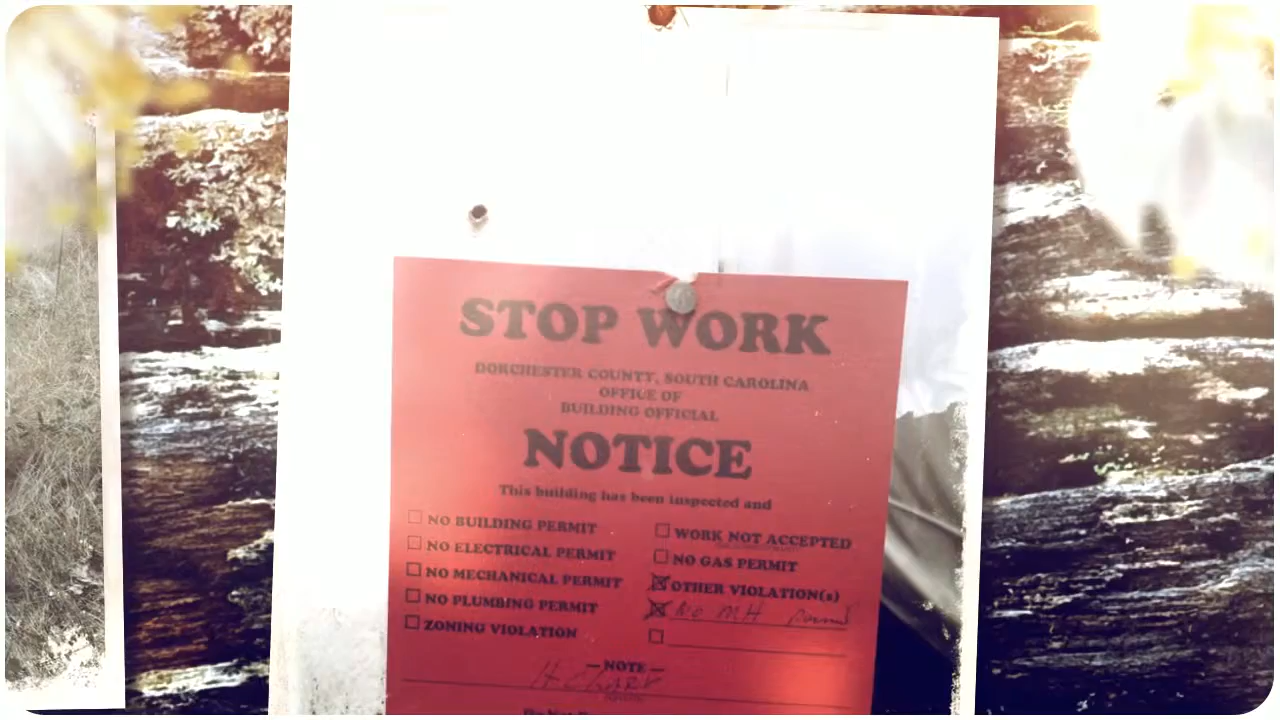 STOP WORK
DORCHESTER COUNTY, SOUTH CAROLINA
OFFICE OF
BUILDING OFFICIAL
NOTICE
This building has been inspected and
NO BUILDING PERMIT
NO ELECTRICAL PERMIT
NO MECHANICAL PERMIT
NO PLUMBING PERMIT
ZONING VIOLATION
WORK NOT ACCEPTED
NO GAS PERMIT
OTHER VIOLATION(s)
No MH Permit
— NOTE —